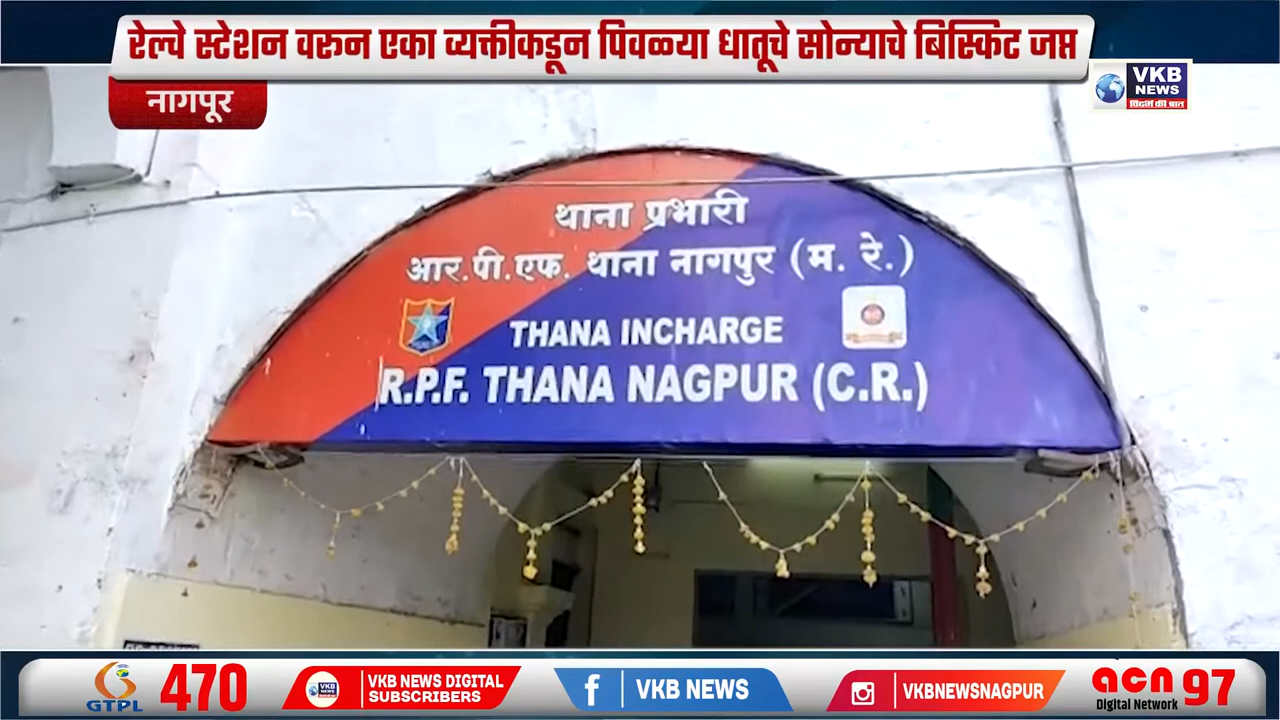 रेल्वे स्टेशन वरुन एका व्यक्तीकडून पिवळ्या धातूचे सोन्याचे बिस्किट जप्त
नागपूर
VKB
NEWS
विदर्भ की बात
थाना प्रभारी
आर.पी.एफ. थाना नागपुर (म. रे.)
THANA INCHARGE
R.P.F. THANA NAGPUR (C.R.)
GTPL
470
VKB NEWS DIGITAL
SUBSCRIBERS
VKB NEWS
VKBNEWSNAGPUR
acn 97
Digital Network